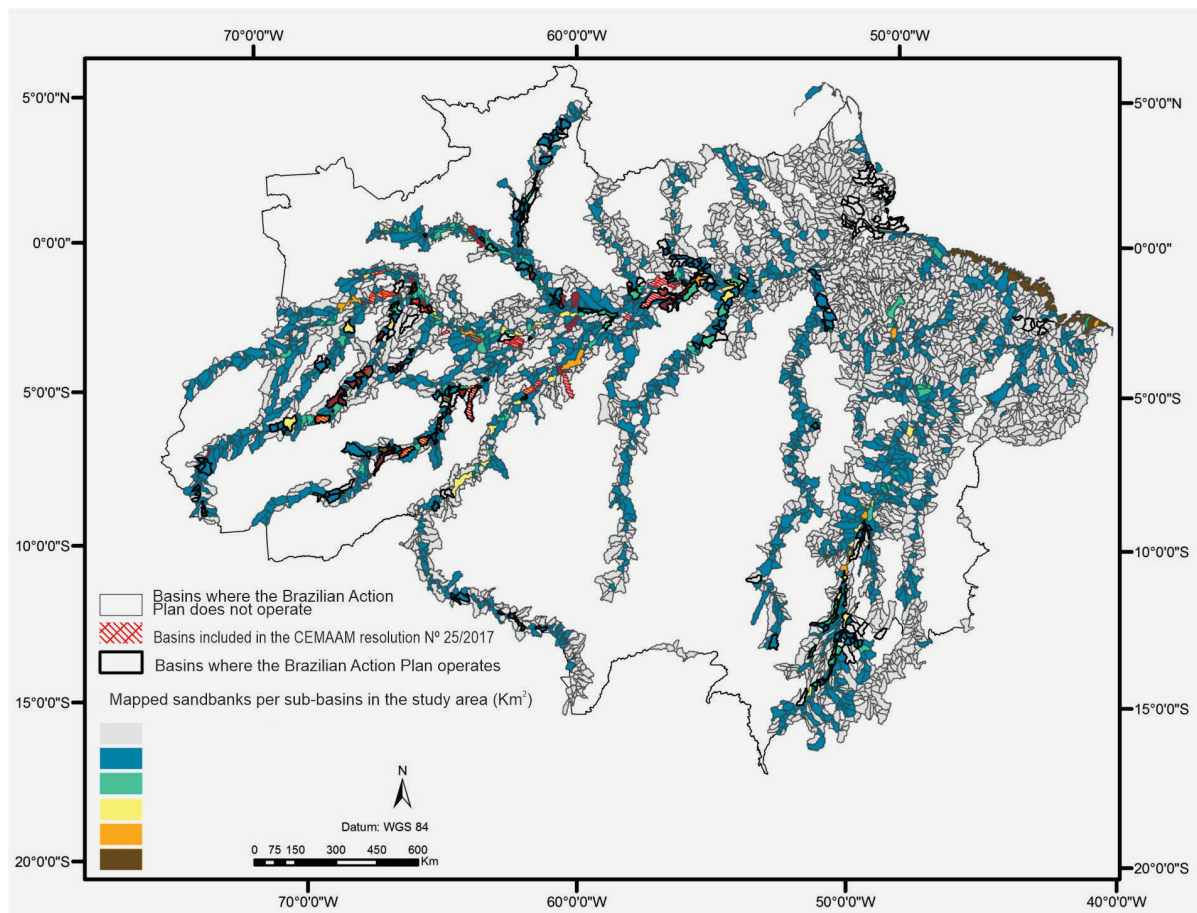 70°0'0"W 60°0'0"W 50°0'0"W
5°0'0"N
5°0'0"N
0°0'0"
0°0'0"
5°0'0"S
5°0'0"S
10°0'0"S
10°0'0"S
15°0'0"S
15°0'0"S
20°0'0"S
20°0'0"S
Basins where the Brazilian Action
Plan does not operate
Basins included in the CEMAAM resolution Nº 25/2017
Basins where the Brazilian Action Plan operates
Mapped sandbanks per sub-basins in the study area (Km²)
N
Datum: WGS 84
0 75 150 300 450 600
Km
70°0'0"W 60°0'0"W 50°0'0"W 40°0'0"W